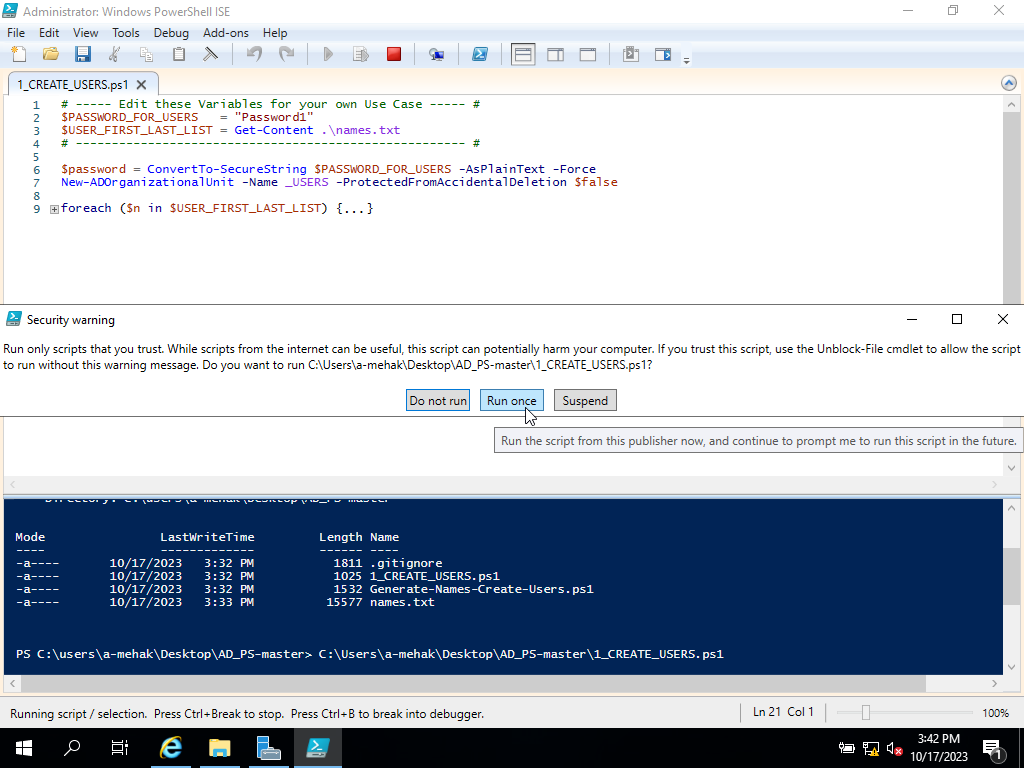 Administrator: Windows PowerShell ISE
File Edit View Tools Debug Add-ons Help
1_CREATE_USERS.ps1
1 # ----- Edit these Variables for your own Use Case ----- #
2 $PASSWORD_FOR_USERS = "Password1"
3 $USER_FIRST_LAST_LIST = Get-Content .\names.txt
4 # ------------------------------------------------------ #
5
6 $password = ConvertTo-SecureString $PASSWORD_FOR_USERS -AsPlainText -Force
7 New-ADOrganizationalUnit -Name _USERS -ProtectedFromAccidentalDeletion $false
8
9 foreach ($n in $USER_FIRST_LAST_LIST) {...}
Security warning
Run only scripts that you trust. While scripts from the internet can be useful, this script can potentially harm your computer. If you trust this script, use the Unblock-File cmdlet to allow the script
to run without this warning message. Do you want to run C:\Users\a-mehak\Desktop\AD_PS-master\1_CREATE_USERS.ps1?
Do not run Run once Suspend
Run the script from this publisher now, and continue to prompt me to run this script in the future.
Directory: C:\users\a-mehak\Desktop\AD_PS-master
Mode LastWriteTime Length Name
---- ------------- ------ ----
-a---- 10/17/2023 3:32 PM 1811 .gitignore
-a---- 10/17/2023 3:32 PM 1025 1_CREATE_USERS.ps1
-a---- 10/17/2023 3:32 PM 1532 Generate-Names-Create-Users.ps1
-a---- 10/17/2023 3:33 PM 15577 names.txt
PS C:\users\a-mehak\Desktop\AD_PS-master> C:\Users\a-mehak\Desktop\AD_PS-master\1_CREATE_USERS.ps1
Running script / selection. Press Ctrl+Break to stop. Press Ctrl+B to break into debugger.
Ln 21 Col 1
100%
3:42 PM
10/17/2023
1